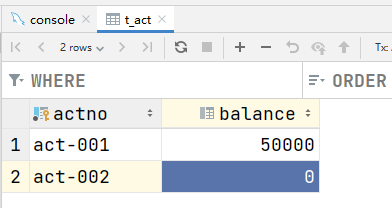 console t_act
2 rows Tx:
WHERE ORDER
actno balance
1 act-001 50000
2 act-002 0